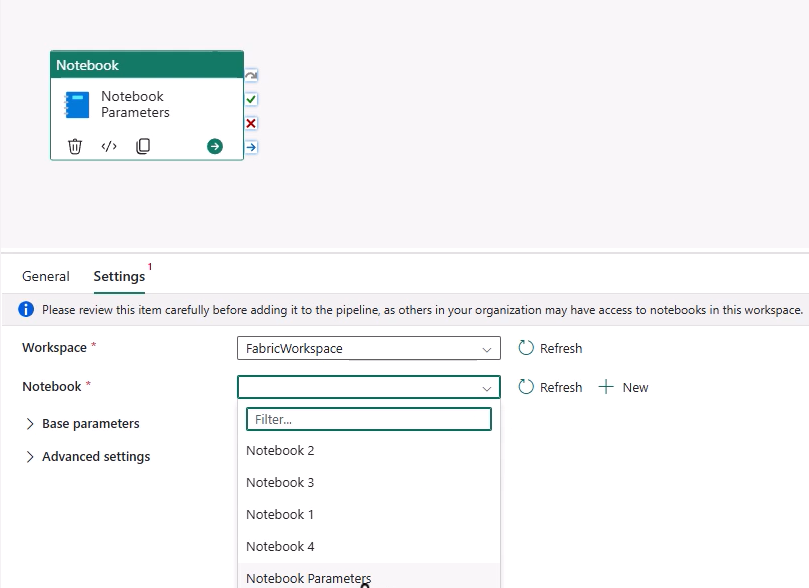 Notebook
Notebook
Parameters
General
Settings 1
Please review this item carefully before adding it to the pipeline, as others in your organization may have access to notebooks in this workspace.
Workspace *
FabricWorkspace
Refresh
Notebook *
Refresh
New
Base parameters
Filter...
Notebook 2
Advanced settings
Notebook 3
Notebook 1
Notebook 4
Notebook Parameters